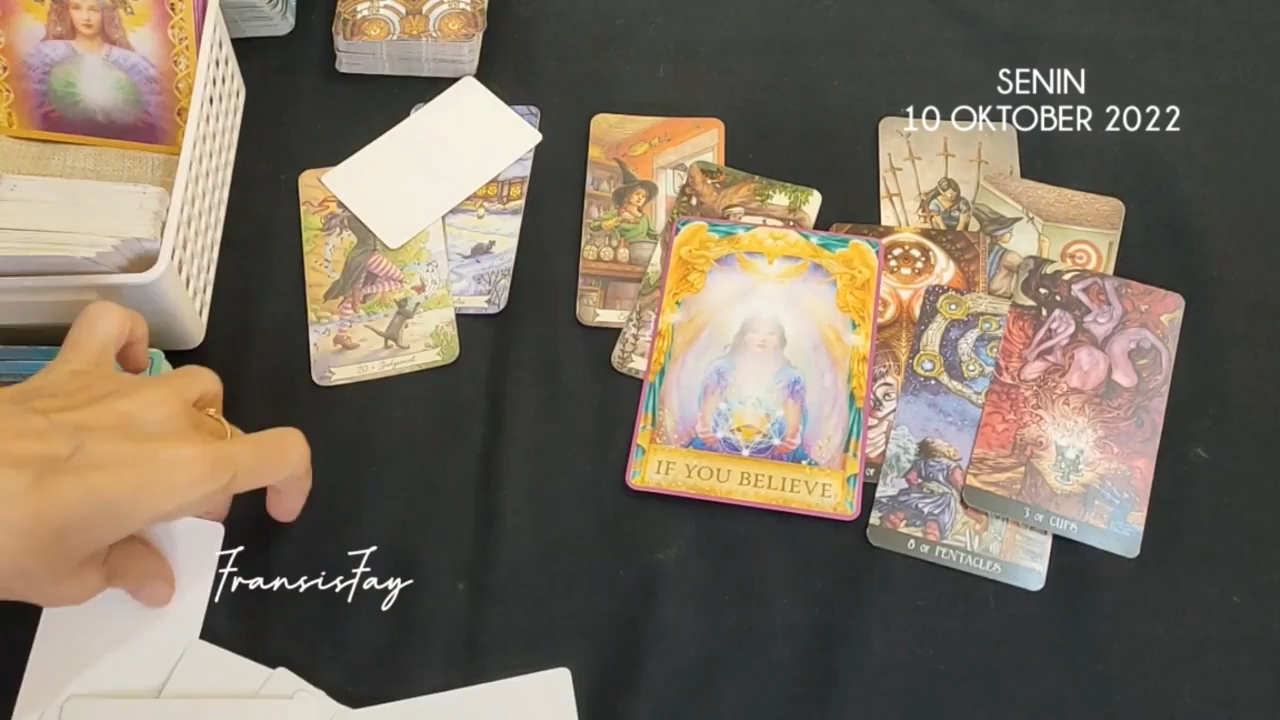 SENIN
10 OKTOBER 2022
20 • Judgement
IF YOU BELIEVE
3 OF CUPS
8 OF PENTACLES
FransisFay